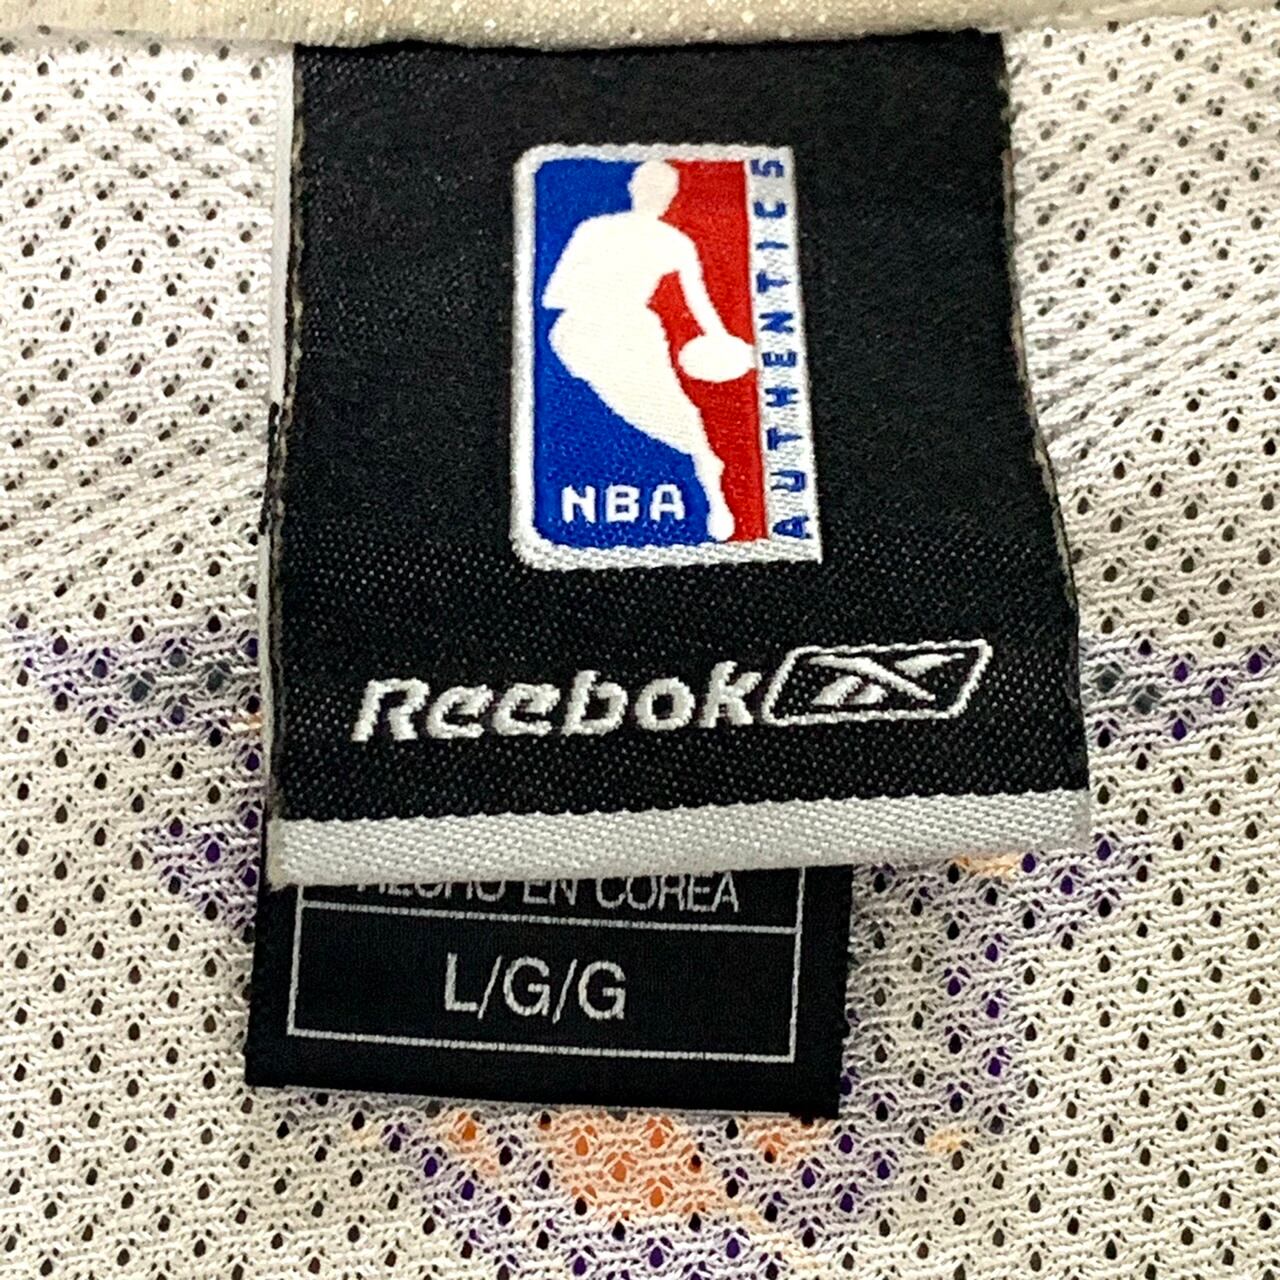 AUTHENTICS
NBA
Reebok
HECHO EN COREA
L/G/G